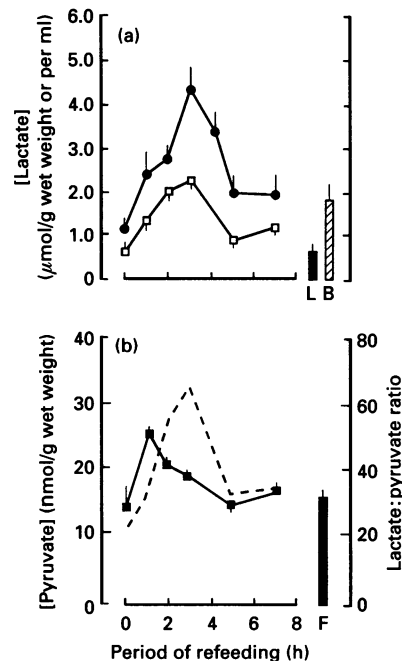 (a)
[Lactate]
(μmol/g wet weight or per ml)
6.0
5.0
4.0
3.0
2.0
1.0
0
L B
(b)
[Pyruvate] (nmol/g wet weight)
40
30
20
10
0
80
60
40
20
0
Lactate:pyruvate ratio
0 2 4 6 8 F
Period of refeeding (h)